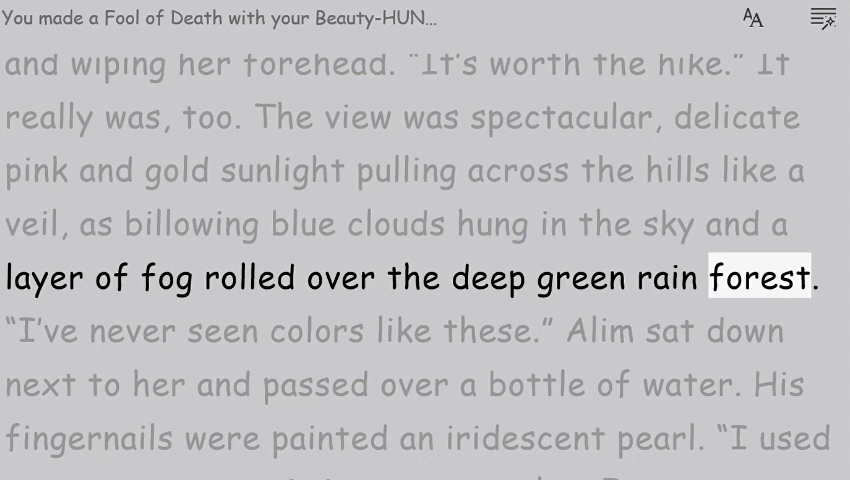 You made a Fool of Death with your Beauty-HUN...
AA
and wiping her forehead. “It’s worth the hike.” It
really was, too. The view was spectacular, delicate
pink and gold sunlight pulling across the hills like a
veil, as billowing blue clouds hung in the sky and a
layer of fog rolled over the deep green rain forest.
“I’ve never seen colors like these.” Alim sat down
next to her and passed over a bottle of water. His
fingernails were painted an iridescent pearl. “I used